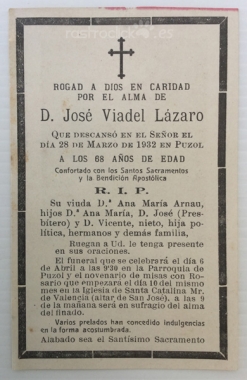 rastroclick.es
ROGAD A DIOS EN CARIDAD
POR EL ALMA DE
D. José Viadel Lázaro
QUE DESCANSÓ EN EL SEÑOR EL
DÍA 28 DE MARZO DE 1932 EN PUZOL
A LOS 68 AÑOS DE EDAD
Confortado con los Santos Sacramentos
y la Bendición Apostólica
R. I. P.
Su viuda D.ª Ana María Arnau,
hijos D.ª Ana María, D. José (Pres-
bítero) y D. Vicente, nieto, hija polí-
tica, hermanos y demás familia,
Ruegan a Ud. le tenga presente
en sus oraciones.
El funeral que se celebrará el día 6
de Abril a las 9'30 en la Parroquia de
Puzol y el novenario de misas con Ro-
sario que empezará el día 10 del mismo
mes en la Iglesia de Santa Catalina Mr.
de Valencia (altar de San José), a las 9
de la mañana será en sufragio del alma
del finado.
Varios prelados han concedido indulgencias
en la forma acostumbrada.
Alabado sea el Santísimo Sacramento